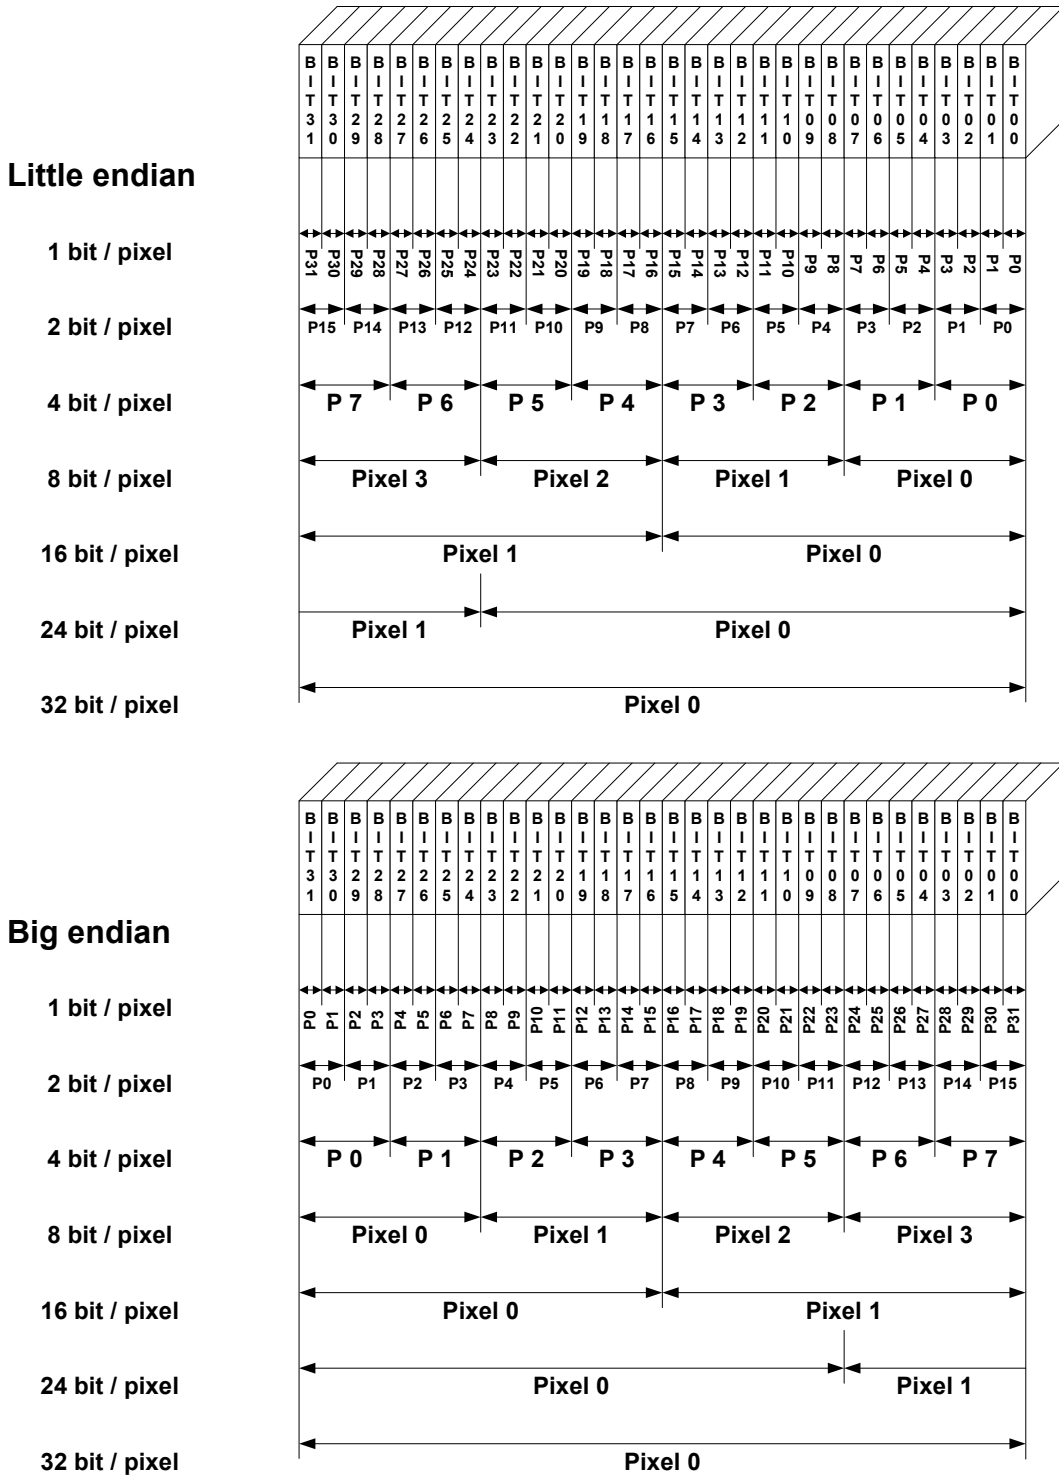 BIT31 BIT30 BIT29 BIT28 BIT27 BIT26 BIT25 BIT24 BIT23 BIT22 BIT21 BIT20 BIT19 BIT18 BIT17 BIT16 BIT15 BIT14 BIT13 BIT12 BIT11 BIT10 BIT09 BIT08 BIT07 BIT06 BIT05 BIT04 BIT03 BIT02 BIT01 BIT00
Little endian
1 bit / pixel P31 P30 P29 P28 P27 P26 P25 P24 P23 P22 P21 P20 P19 P18 P17 P16 P15 P14 P13 P12 P11 P10 P9 P8 P7 P6 P5 P4 P3 P2 P1 P0
2 bit / pixel P15 P14 P13 P12 P11 P10 P9 P8 P7 P6 P5 P4 P3 P2 P1 P0
4 bit / pixel P 7 P 6 P 5 P 4 P 3 P 2 P 1 P 0
8 bit / pixel Pixel 3 Pixel 2 Pixel 1 Pixel 0
16 bit / pixel Pixel 1 Pixel 0
24 bit / pixel Pixel 1 Pixel 0
32 bit / pixel Pixel 0
BIT31 BIT30 BIT29 BIT28 BIT27 BIT26 BIT25 BIT24 BIT23 BIT22 BIT21 BIT20 BIT19 BIT18 BIT17 BIT16 BIT15 BIT14 BIT13 BIT12 BIT11 BIT10 BIT09 BIT08 BIT07 BIT06 BIT05 BIT04 BIT03 BIT02 BIT01 BIT00
Big endian
1 bit / pixel P0 P1 P2 P3 P4 P5 P6 P7 P8 P9 P10 P11 P12 P13 P14 P15 P16 P17 P18 P19 P20 P21 P22 P23 P24 P25 P26 P27 P28 P29 P30 P31
2 bit / pixel P0 P1 P2 P3 P4 P5 P6 P7 P8 P9 P10 P11 P12 P13 P14 P15
4 bit / pixel P 0 P 1 P 2 P 3 P 4 P 5 P 6 P 7
8 bit / pixel Pixel 0 Pixel 1 Pixel 2 Pixel 3
16 bit / pixel Pixel 0 Pixel 1
24 bit / pixel Pixel 0 Pixel 1
32 bit / pixel Pixel 0